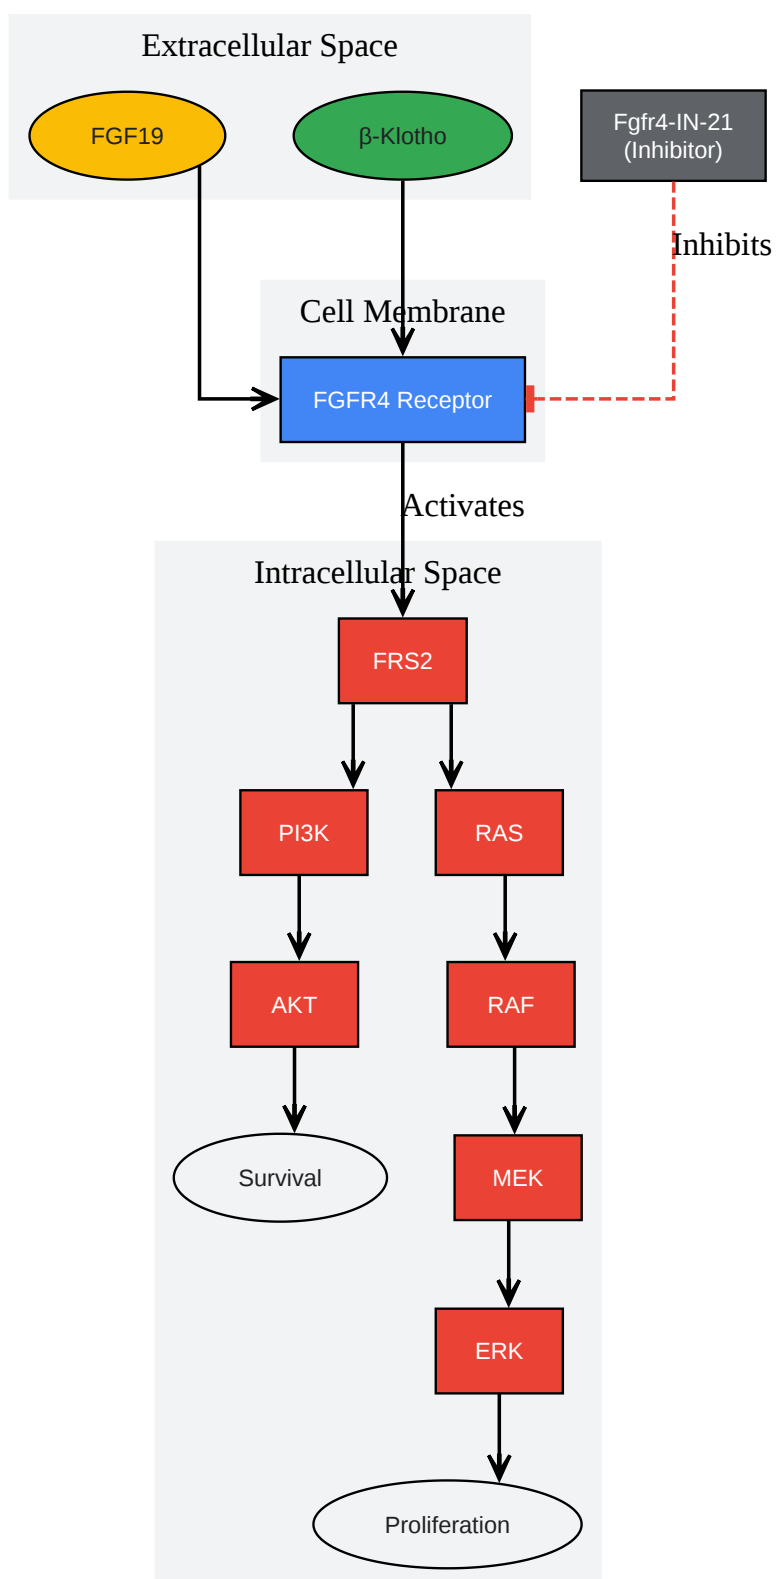 Extracellular Space
FGF19
β-Klotho
Fgfr4-IN-21
(Inhibitor)
Inhibits
Cell Membrane
FGFR4 Receptor
Activates
Intracellular Space
FRS2
PI3K
RAS
AKT
RAF
Survival
MEK
ERK
Proliferation